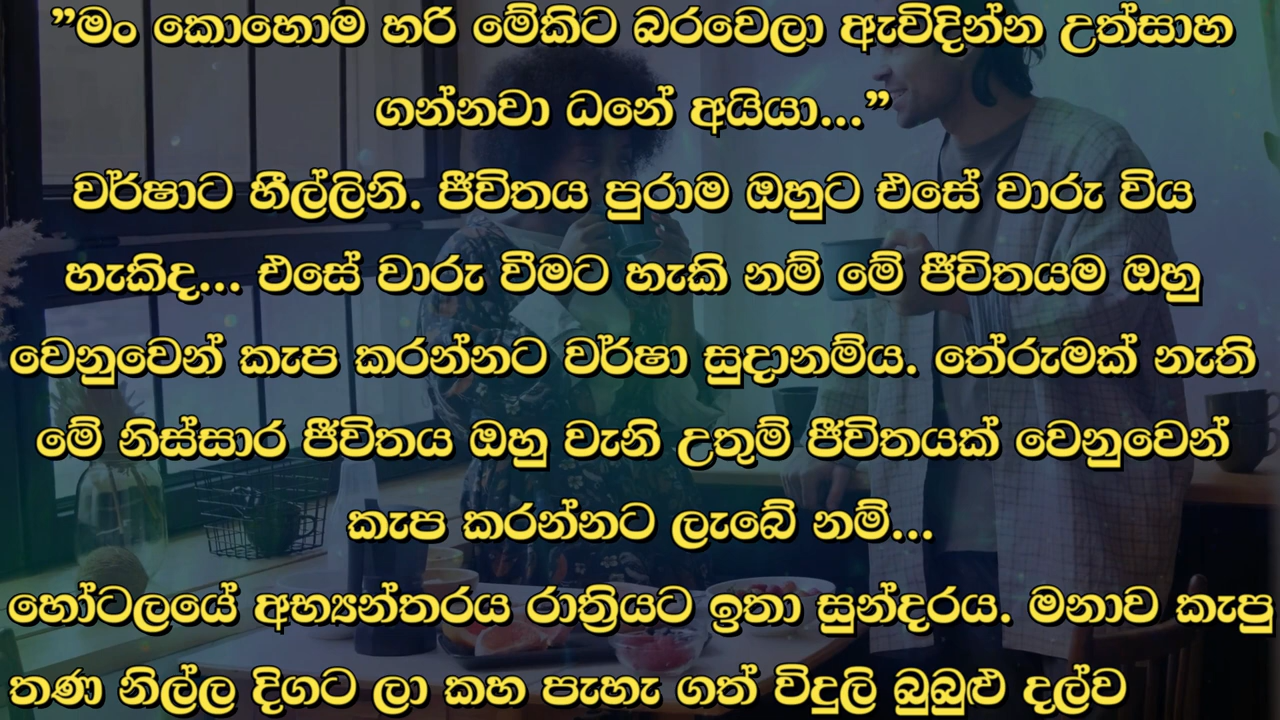 ”මං කොහොම හරි මේකිට බරවෙලා ඇවිදින්න උත්සාහ
ගන්නවා ධනේ අයියා...”
වර්ෂාට හීල්ලිනි. ජීවිතය පුරාම ඔහුට එසේ වාරු විය
හැකිද... එසේ වාරු වීමට හැකි නම් මේ ජීවිතයම ඔහු
වෙනුවෙන් කැප කරන්නට වර්ෂා සුදානම්ය. තේරුමක් නැති
මේ නිස්සාර ජීවිතය ඔහු වැනි උතුම් ජීවිතයක් වෙනුවෙන්
කැප කරන්නට ලැබේ නම්...
හෝටලයේ අභ්‍යන්තරය රාත්‍රියට ඉතා සුන්දරය. මනාව කැපු
තණ නිල්ල දිගට ලා කහ පැහැ ගත් විදුලි බුබුළු දල්ව